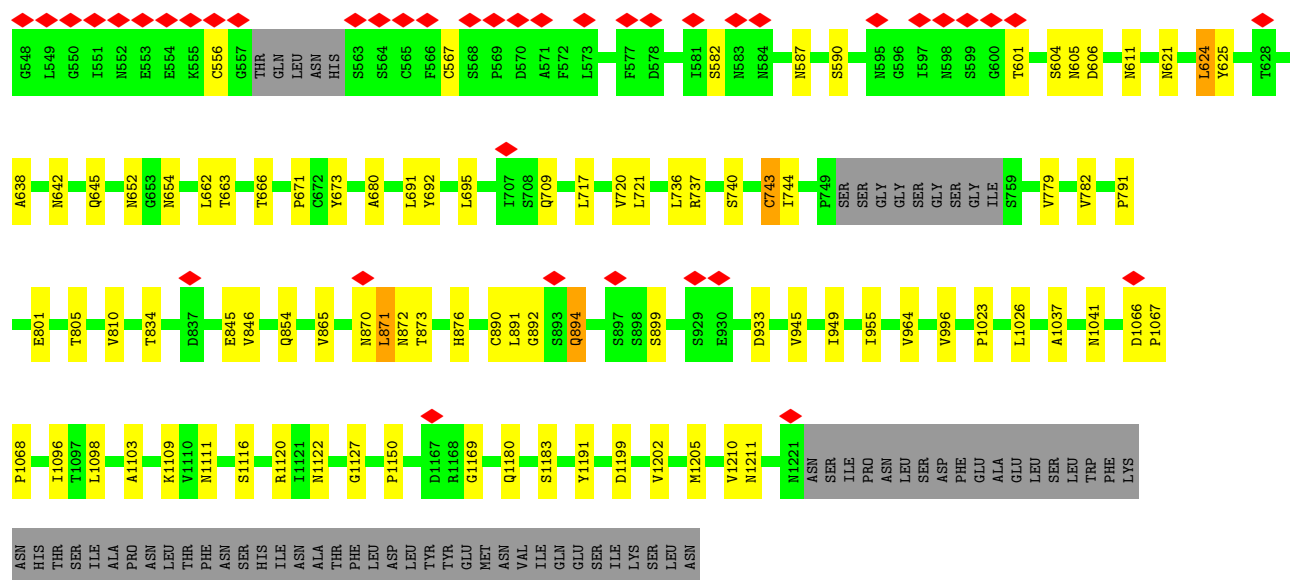 G548 L549 G550 I551 N552 E553 E554 K555 C556 G557 THR GLN LEU ASN HIS S563 S564 C565 F566 C567 S568 P569 D570 A571 F572 L573 F577 D578 I581 S582 N583 N584 N587 S590 N595 G596 I597 N598 S599 G600 T601 S604 N605 D606 N611 N621 L624 Y625 T628
A638 N642 Q645 N652 G653 N654 L662 T663 T666 P671 C672 Y673 A680 L691 Y692 L695 I707 S708 Q709 L717 V720 L721 L736 R737 S740 C743 I744 P749 SER SER GLY GLY SER GLY SER GLY ILE S759 V779 V782 P791
E801 T805 V810 T834 D837 E845 V846 Q854 V865 N870 L871 N872 T873 H876 C890 L891 G892 S893 Q894 S897 S898 S899 S929 E930 D933 V945 I949 I955 V964 V996 P1023 L1026 A1037 N1041 D1066 P1067
P1068 I1096 T1097 L1098 A1103 K1109 V1110 N1111 S1116 R1120 I1121 N1122 G1127 P1150 D1167 R1168 G1169 Q1180 S1183 Y1191 D1199 V1202 M1205 V1210 N1211 N1221 ASN SER ILE PRO ASN LEU SER ASP PHE GLU ALA GLU LEU SER LEU TRP PHE LYS
ASN HIS THR SER ILE ALA PRO ASN LEU THR PHE ASN SER HIS ILE ASN ALA THR PHE LEU ASP LEU TYR TYR GLU MET ASN VAL ILE GLN GLU SER ILE LYS SER LEU ASN